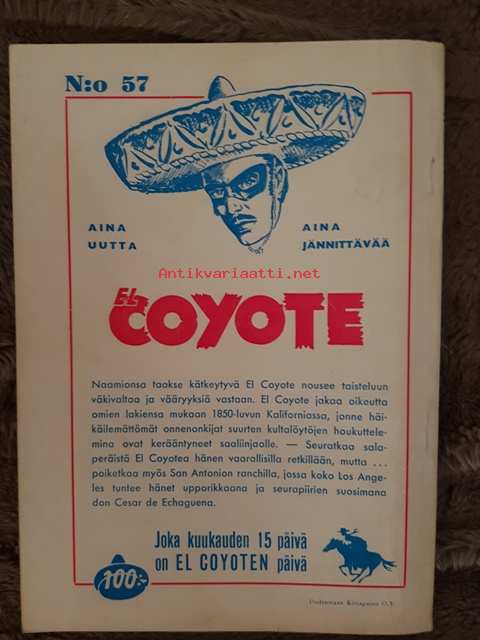 N:o 57
AINA
UUTTA
AINA
JÄNNITTÄVÄÄ
Antikvariaatti.net
EL
COYOTE
Naamionsa taakse kätkeytyvä El Coyote nousee taisteluun
väkivaltaa ja vääryyksiä vastaan. El Coyote jakaa oikeutta
omien lakiensa mukaan 1850-luvun Kaliforniassa, jonne häi-
käilemättömät onnenonkijat suurten kultalöytöjen houkuttele-
mina ovat kerääntyneet saaliinjaolle. — Seuratkaa sala-
peräistä El Coyotea hänen vaarallisilla retkillään, mutta ...
poiketkaa myös San Antonion ranchilla, jossa koko Los Ange-
les tuntee hänet upporikkaana ja seurapiirien suosimana
don Cesar de Echaguena.
Joka kuukauden 15 päivä
on EL COYOTEN päivä
100:-
Uudenmaan Kirjapaino O.Y.